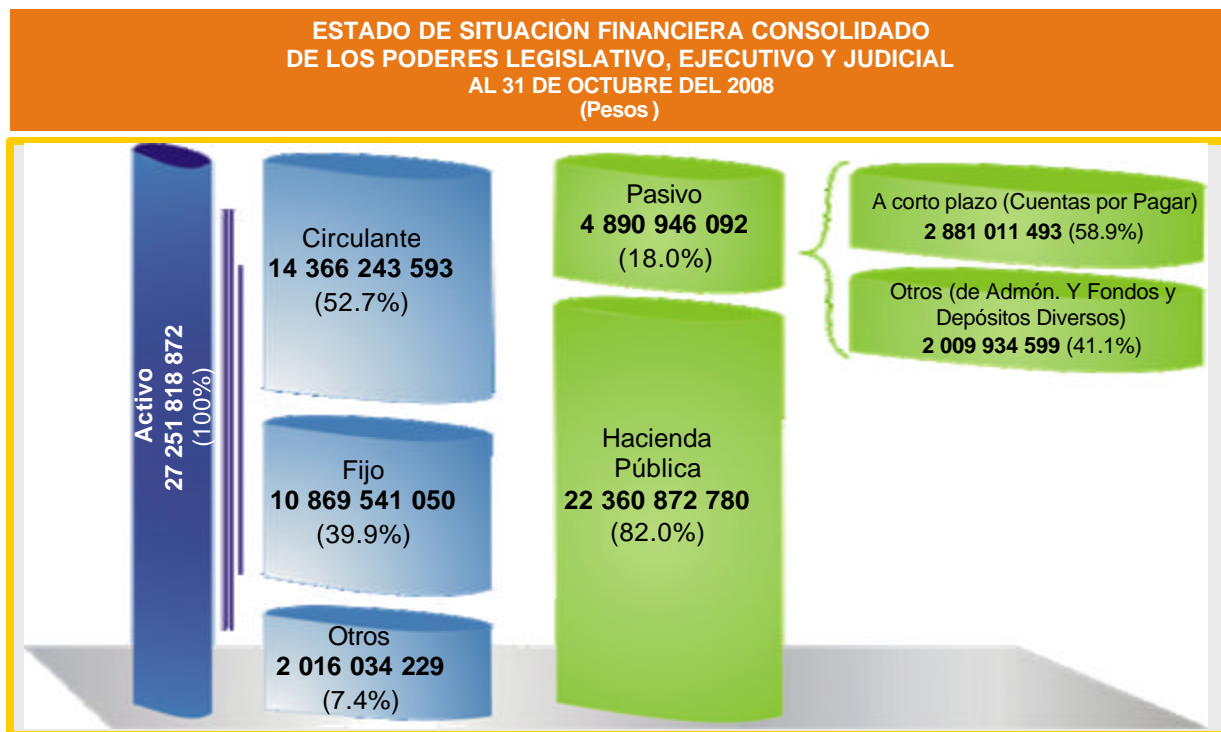 ESTADO DE SITUACIÓN FINANCIERA CONSOLIDADO
DE LOS PODERES LEGISLATIVO, EJECUTIVO Y JUDICIAL
AL 31 DE OCTUBRE DEL 2008
(Pesos )
Activo
27 251 818 872
(100%)
Circulante
14 366 243 593
(52.7%)
Fijo
10 869 541 050
(39.9%)
Otros
2 016 034 229
(7.4%)
Pasivo
4 890 946 092
(18.0%)
Hacienda
Pública
22 360 872 780
(82.0%)
A corto plazo (Cuentas por Pagar)
2 881 011 493 (58.9%)
Otros (de Admón. Y Fondos y
Depósitos Diversos)
2 009 934 599 (41.1%)